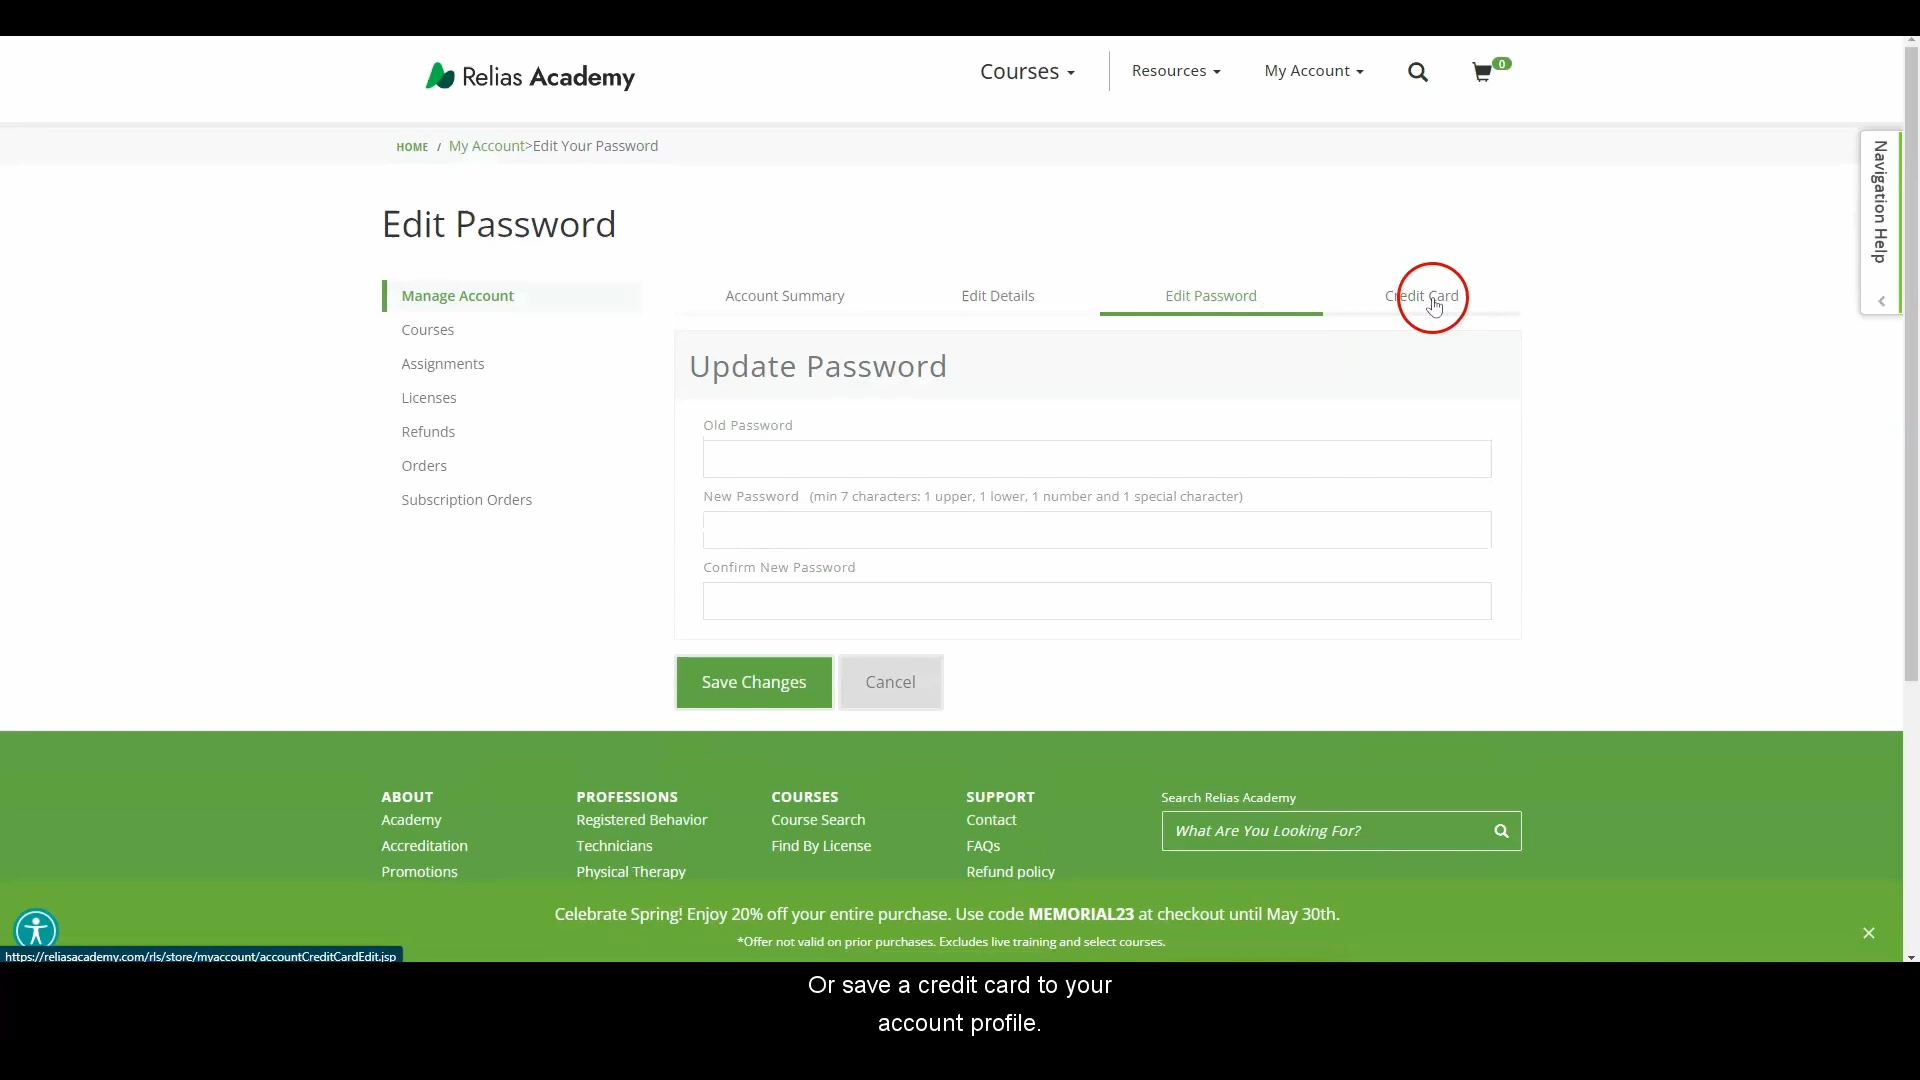 Relias Academy
Courses
Resources
My Account
0
HOME / My Account>Edit Your Password
Navigation Help
Edit Password
Manage Account
Courses
Assignments
Licenses
Refunds
Orders
Subscription Orders
Account Summary
Edit Details
Edit Password
Credit Card
Update Password
Old Password
New Password (min 7 characters: 1 upper, 1 lower, 1 number and 1 special character)
Confirm New Password
Save Changes
Cancel
ABOUT
Academy
Accreditation
Promotions
PROFESSIONS
Registered Behavior
Technicians
Physical Therapy
COURSES
Course Search
Find By License
SUPPORT
Contact
FAQs
Refund policy
Search Relias Academy
What Are You Looking For?
Celebrate Spring! Enjoy 20% off your entire purchase. Use code MEMORIAL23 at checkout until May 30th.
*Offer not valid on prior purchases. Excludes live training and select courses.
https://reliasacademy.com/rls/store/myaccount/accountCreditCardEdit.jsp
Or save a credit card to your
account profile.